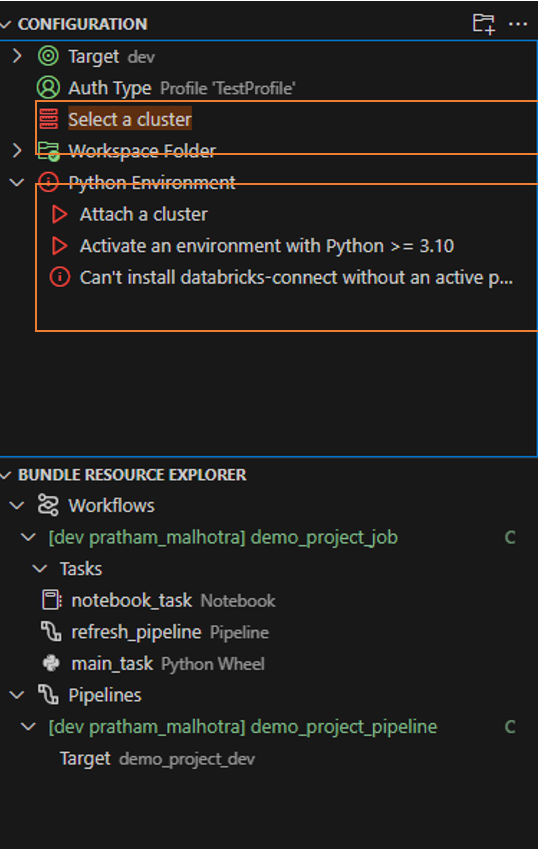 CONFIGURATION
Target dev
Auth Type Profile 'TestProfile'
Select a cluster
Workspace Folder
Python Environment
Attach a cluster
Activate an environment with Python >= 3.10
Can't install databricks-connect without an active p...
BUNDLE RESOURCE EXPLORER
Workflows
[dev pratham_malhotra] demo_project_job C
Tasks
notebook_task Notebook
refresh_pipeline Pipeline
main_task Python Wheel
Pipelines
[dev pratham_malhotra] demo_project_pipeline C
Target demo_project_dev